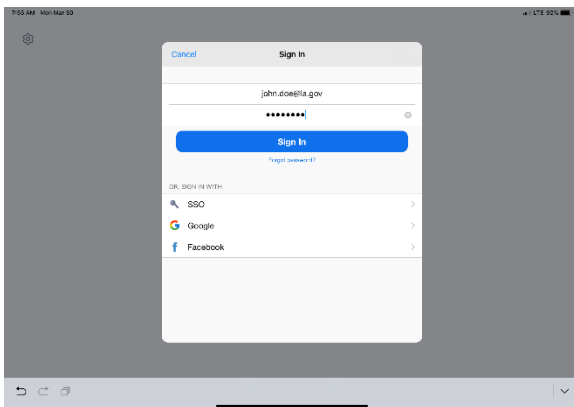 7:55 AM Mon Mar 30
LTE 92%
Cancel
Sign In
john.doe@la.gov
••••••••
Sign In
Forgot password?
OR, SIGN IN WITH
SSO
Google
Facebook